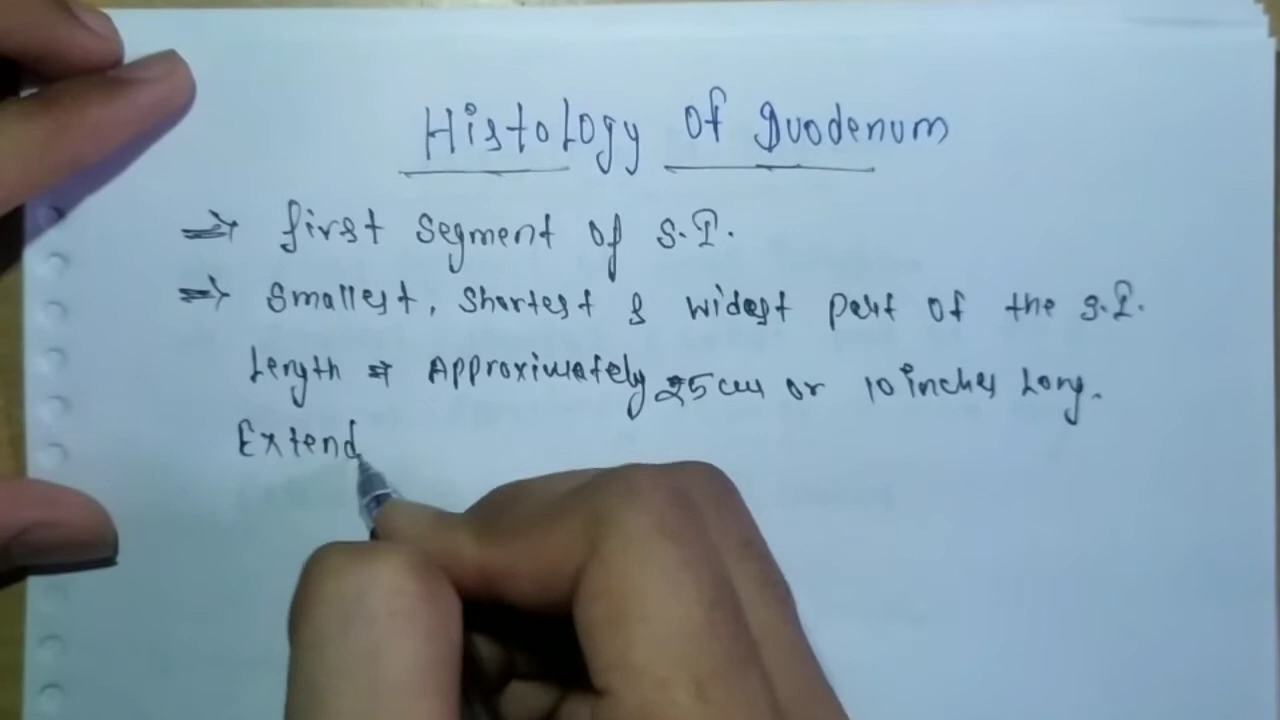 Histology of Duodenum
⇒ first segment of S.I.
⇒ Smallest, Shortest & widest part of the S.I.
Length ⇒ Approximately 25 cm or 10 inches Long.
Extend